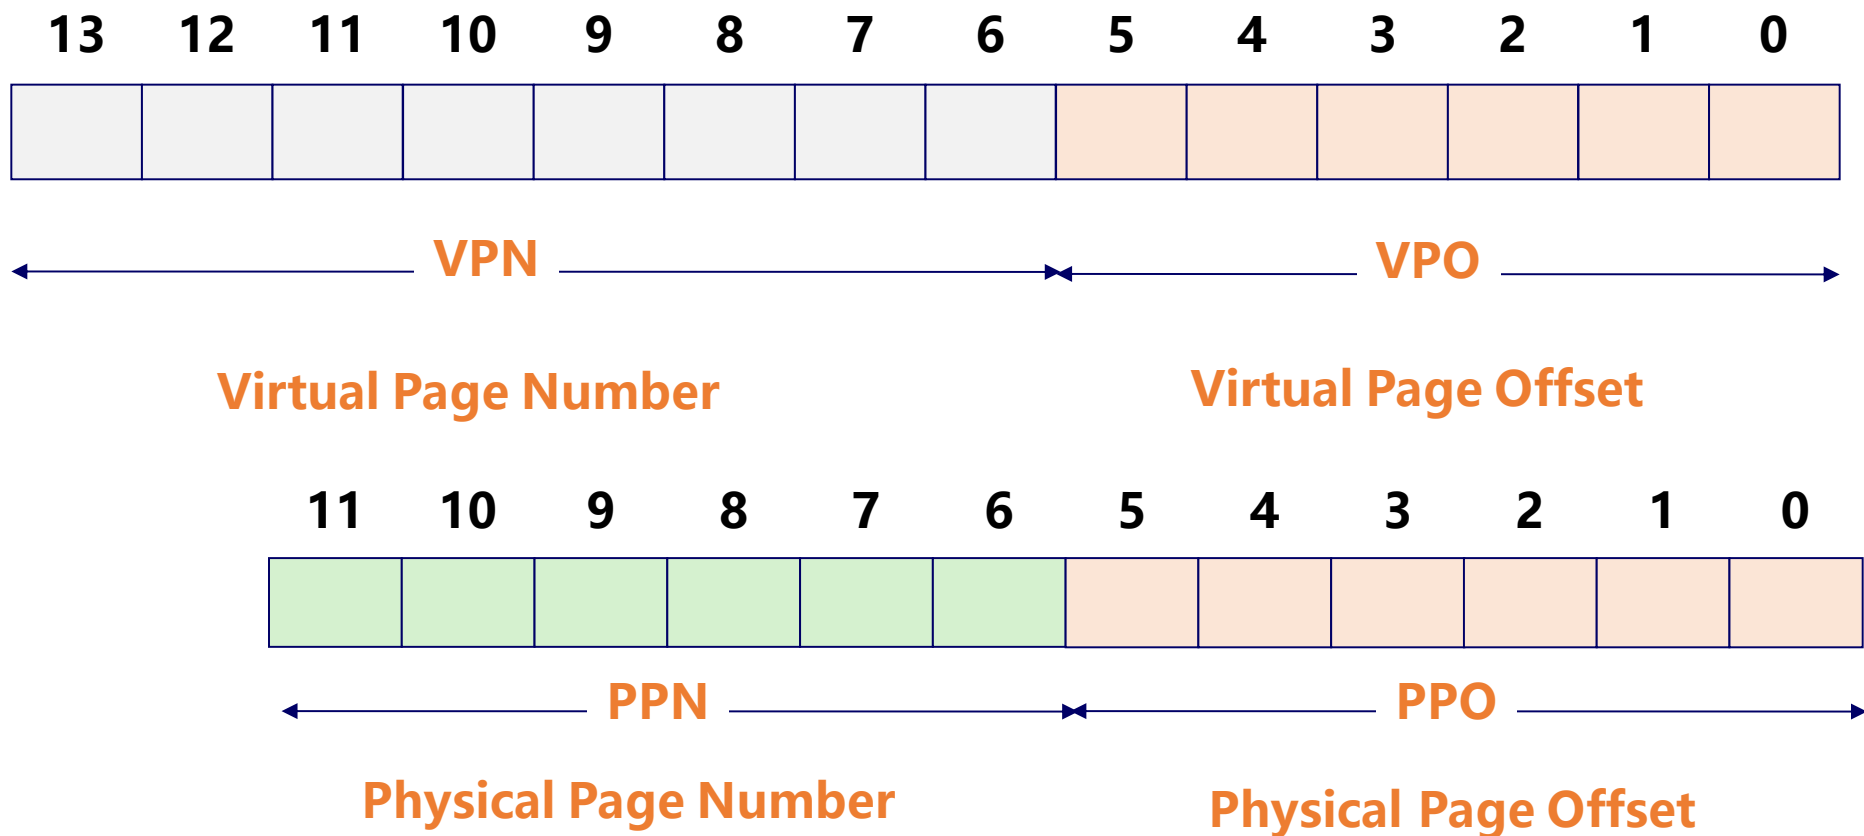 13 12 11 10 9 8 7 6 5 4 3 2 1 0
VPN VPO
Virtual Page Number Virtual Page Offset
11 10 9 8 7 6 5 4 3 2 1 0
PPN PPO
Physical Page Number Physical Page Offset